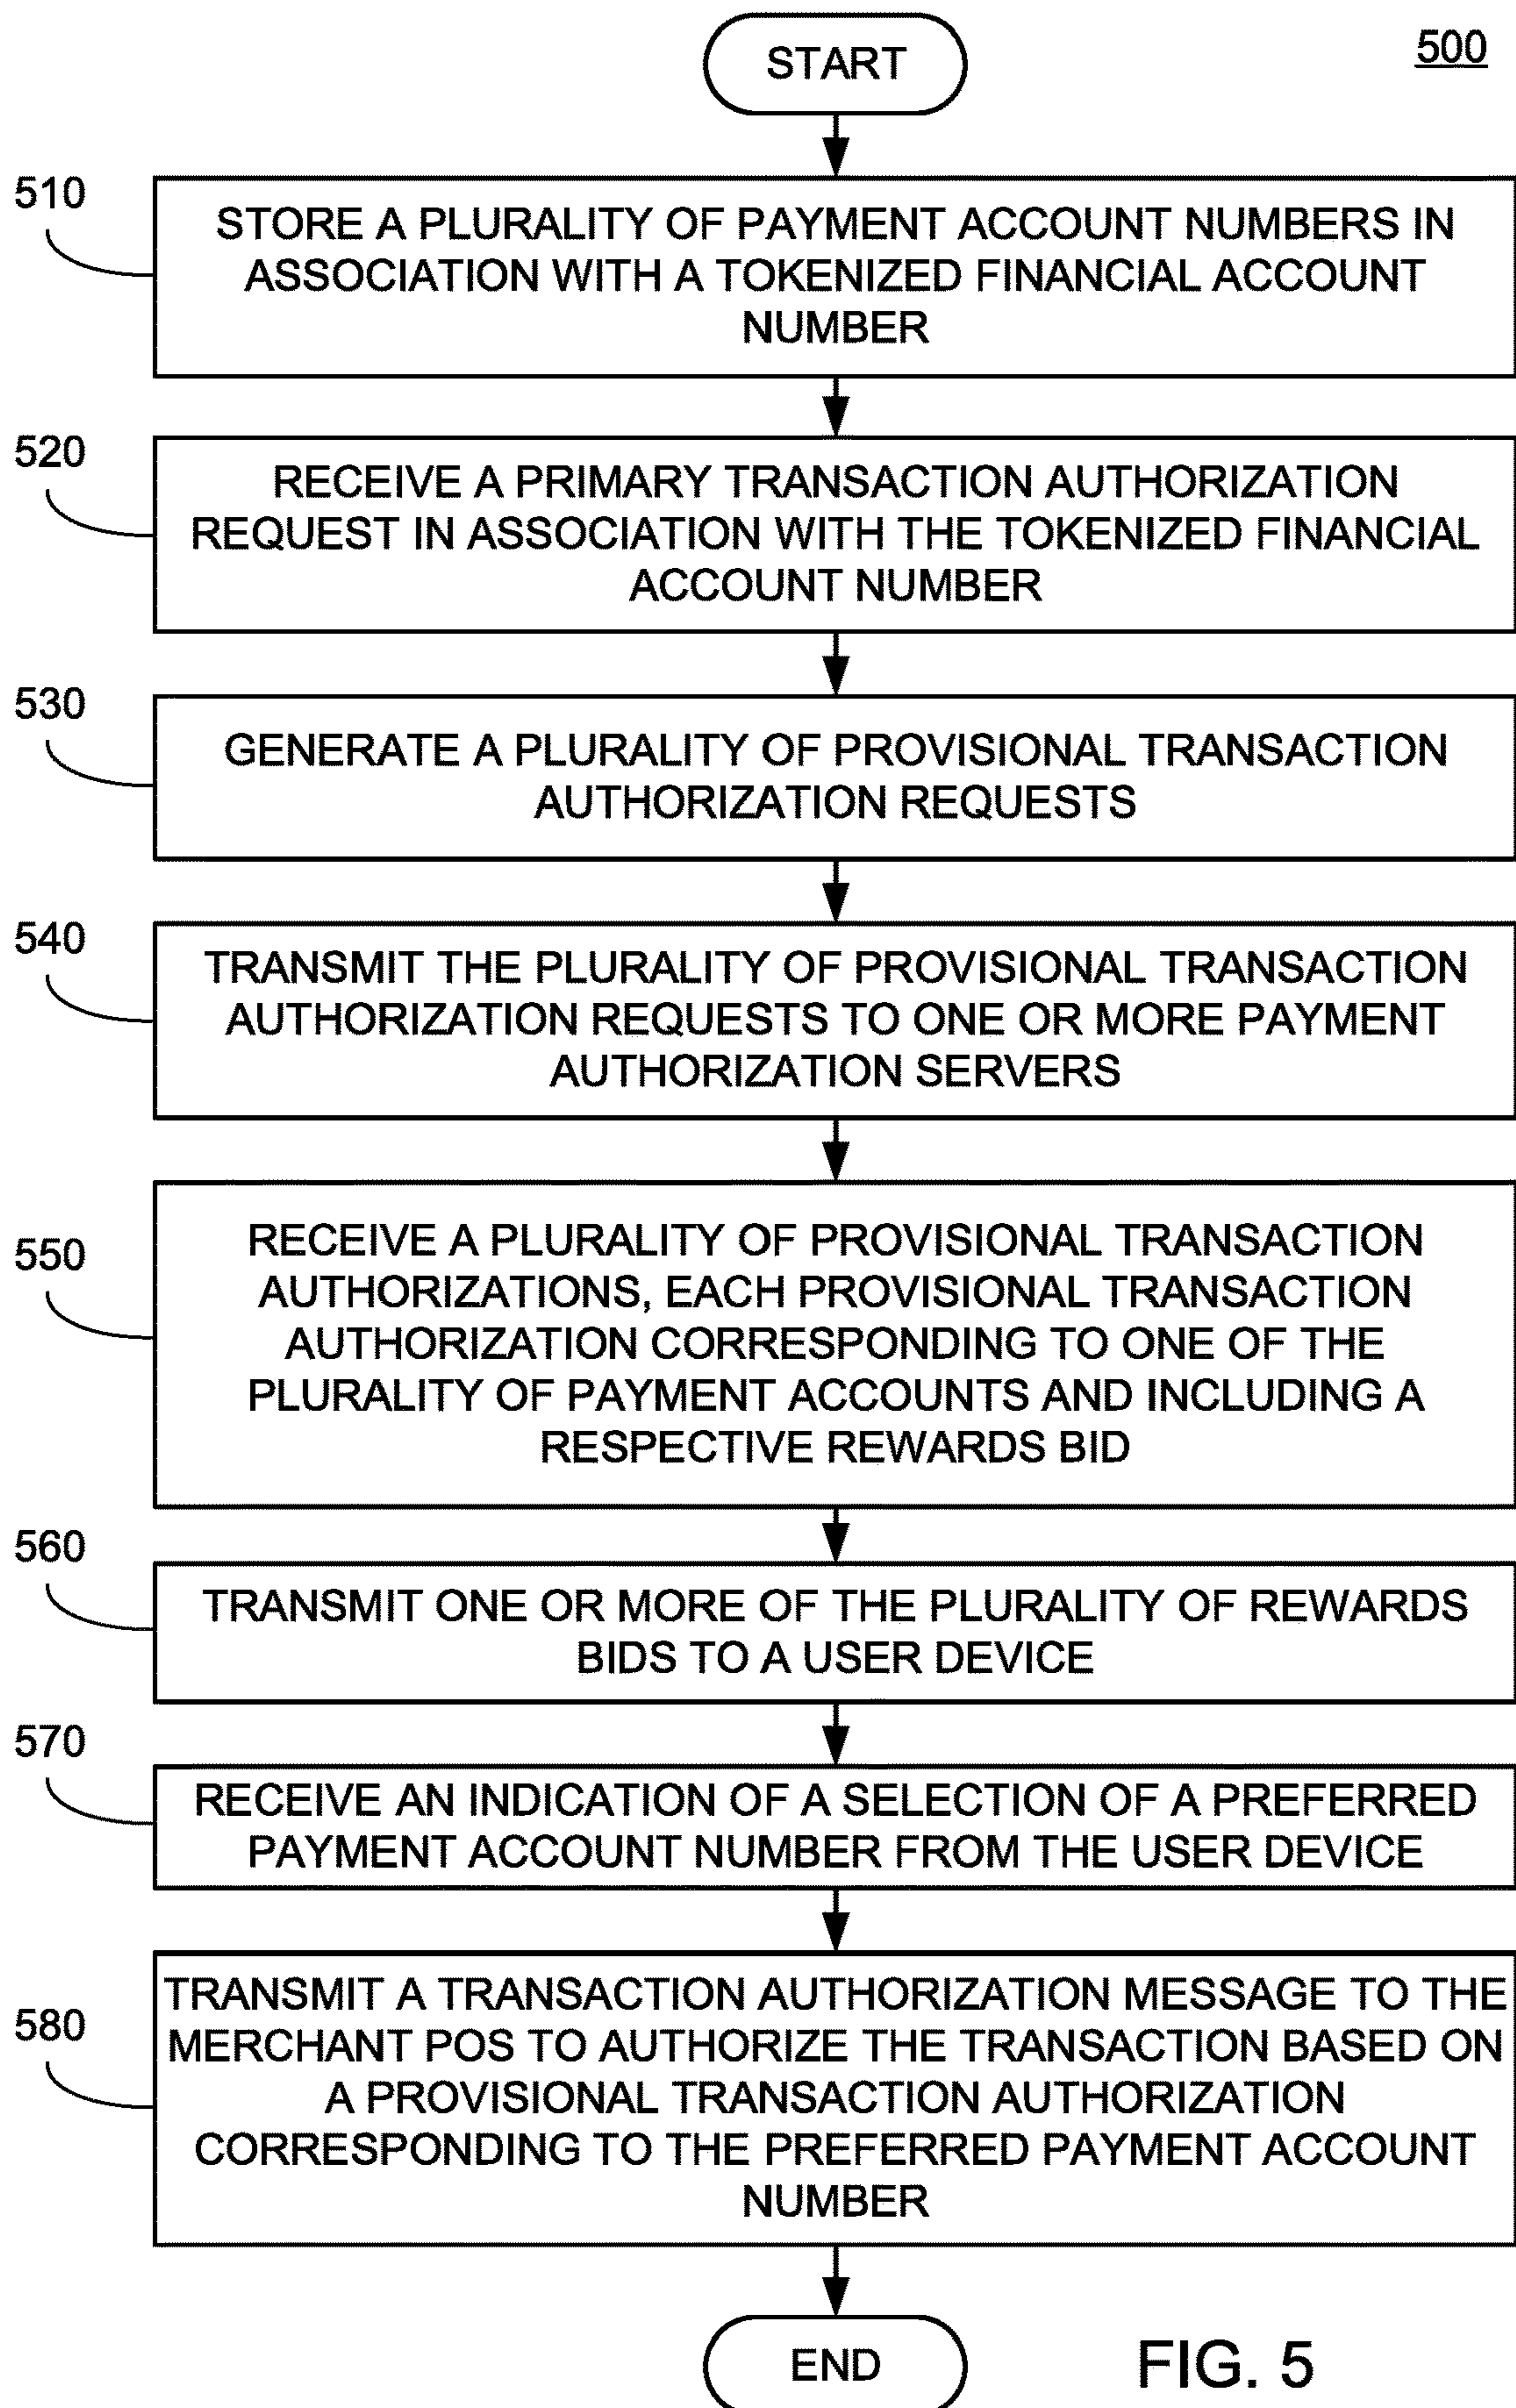 START
500
510
STORE A PLURALITY OF PAYMENT ACCOUNT NUMBERS IN
ASSOCIATION WITH A TOKENIZED FINANCIAL ACCOUNT
NUMBER
520
RECEIVE A PRIMARY TRANSACTION AUTHORIZATION
REQUEST IN ASSOCIATION WITH THE TOKENIZED FINANCIAL
ACCOUNT NUMBER
530
GENERATE A PLURALITY OF PROVISIONAL TRANSACTION
AUTHORIZATION REQUESTS
540
TRANSMIT THE PLURALITY OF PROVISIONAL TRANSACTION
AUTHORIZATION REQUESTS TO ONE OR MORE PAYMENT
AUTHORIZATION SERVERS
550
RECEIVE A PLURALITY OF PROVISIONAL TRANSACTION
AUTHORIZATIONS, EACH PROVISIONAL TRANSACTION
AUTHORIZATION CORRESPONDING TO ONE OF THE
PLURALITY OF PAYMENT ACCOUNTS AND INCLUDING A
RESPECTIVE REWARDS BID
560
TRANSMIT ONE OR MORE OF THE PLURALITY OF REWARDS
BIDS TO A USER DEVICE
570
RECEIVE AN INDICATION OF A SELECTION OF A PREFERRED
PAYMENT ACCOUNT NUMBER FROM THE USER DEVICE
580
TRANSMIT A TRANSACTION AUTHORIZATION MESSAGE TO THE
MERCHANT POS TO AUTHORIZE THE TRANSACTION BASED ON
A PROVISIONAL TRANSACTION AUTHORIZATION
CORRESPONDING TO THE PREFERRED PAYMENT ACCOUNT
NUMBER
END
FIG. 5